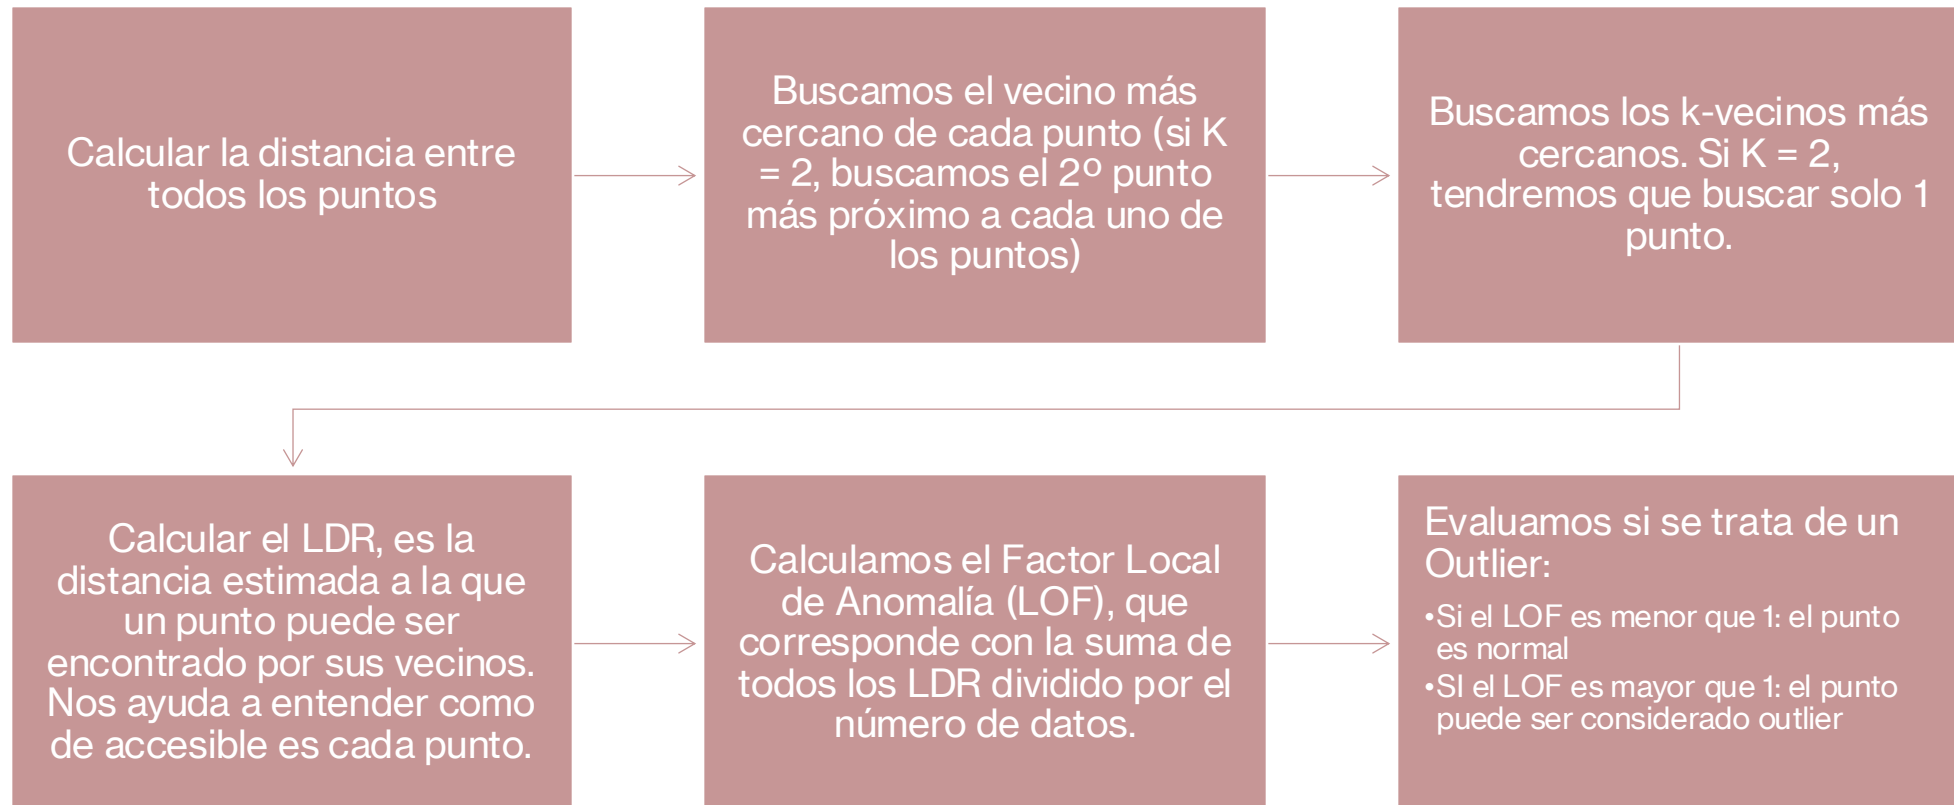 Calcular la distancia entre
todos los puntos
Buscamos el vecino más
cercano de cada punto (si K
= 2, buscamos el 2º punto
más próximo a cada uno de
los puntos)
Buscamos los k-vecinos más
cercanos. Si K = 2,
tendremos que buscar solo 1
punto.
Calcular el LDR, es la
distancia estimada a la que
un punto puede ser
encontrado por sus vecinos.
Nos ayuda a entender como
de accesible es cada punto.
Calculamos el Factor Local
de Anomalía (LOF), que
corresponde con la suma de
todos los LDR dividido por el
número de datos.
Evaluamos si se trata de un
Outlier:
•Si el LOF es menor que 1: el punto
es normal
•SI el LOF es mayor que 1: el punto
puede ser considerado outlier